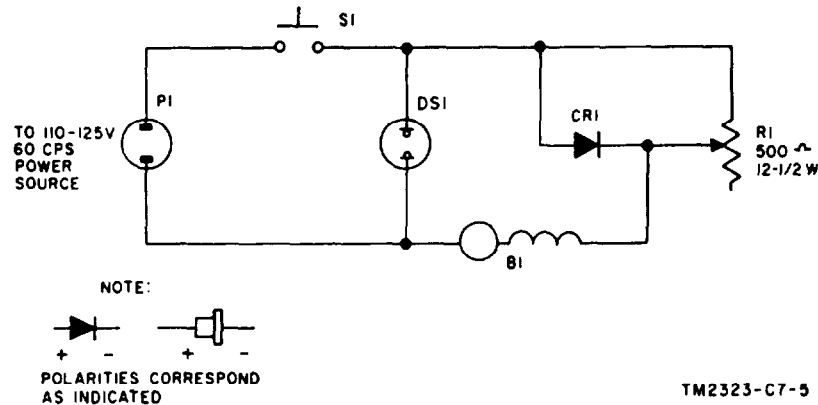 S1
P1
DS1
CR1
TO 110-125V
60 CPS
POWER
SOURCE
R1
500 Ω
12-1/2 W
B1
NOTE:
+ - + -
POLARITIES CORRESPOND
AS INDICATED
TM2323-C7-5